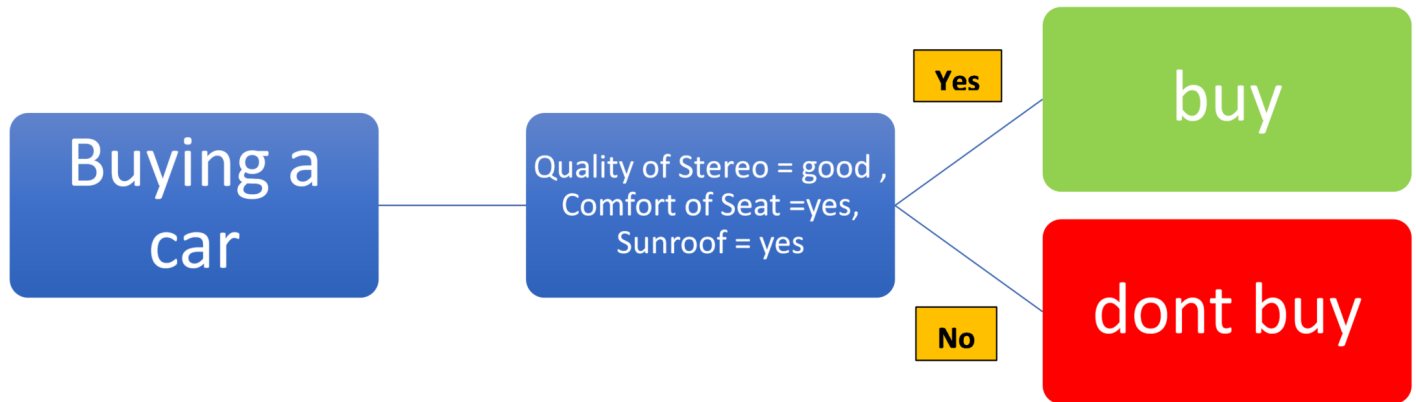 Buying a
car
Quality of Stereo = good ,
Comfort of Seat =yes,
Sunroof = yes
Yes
buy
No
dont buy